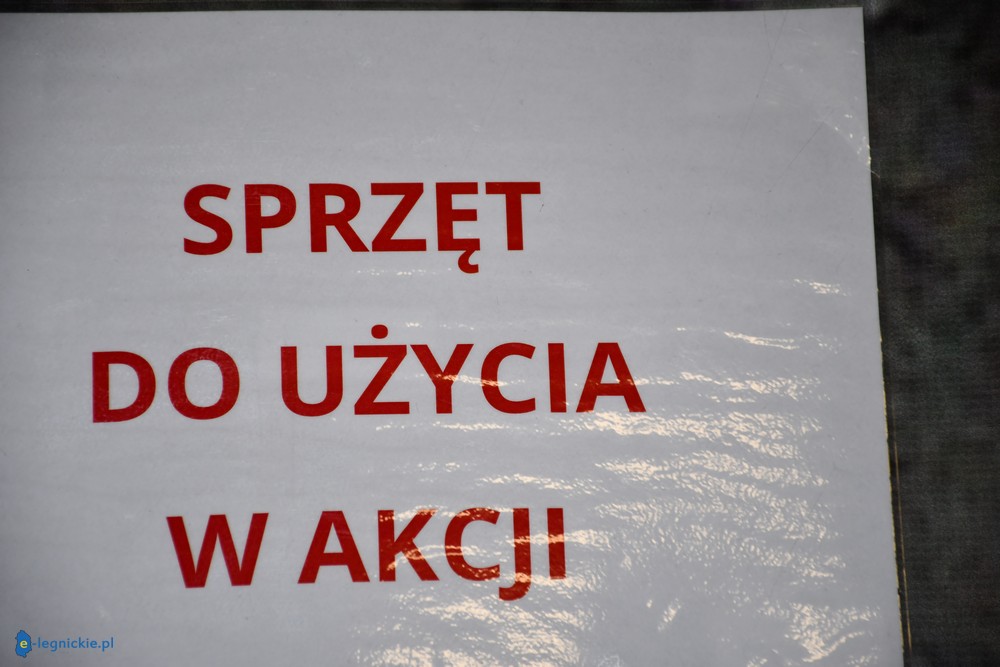 SPRZĘT
DO UŻYCIA
W AKCJI
e-legnickie.pl